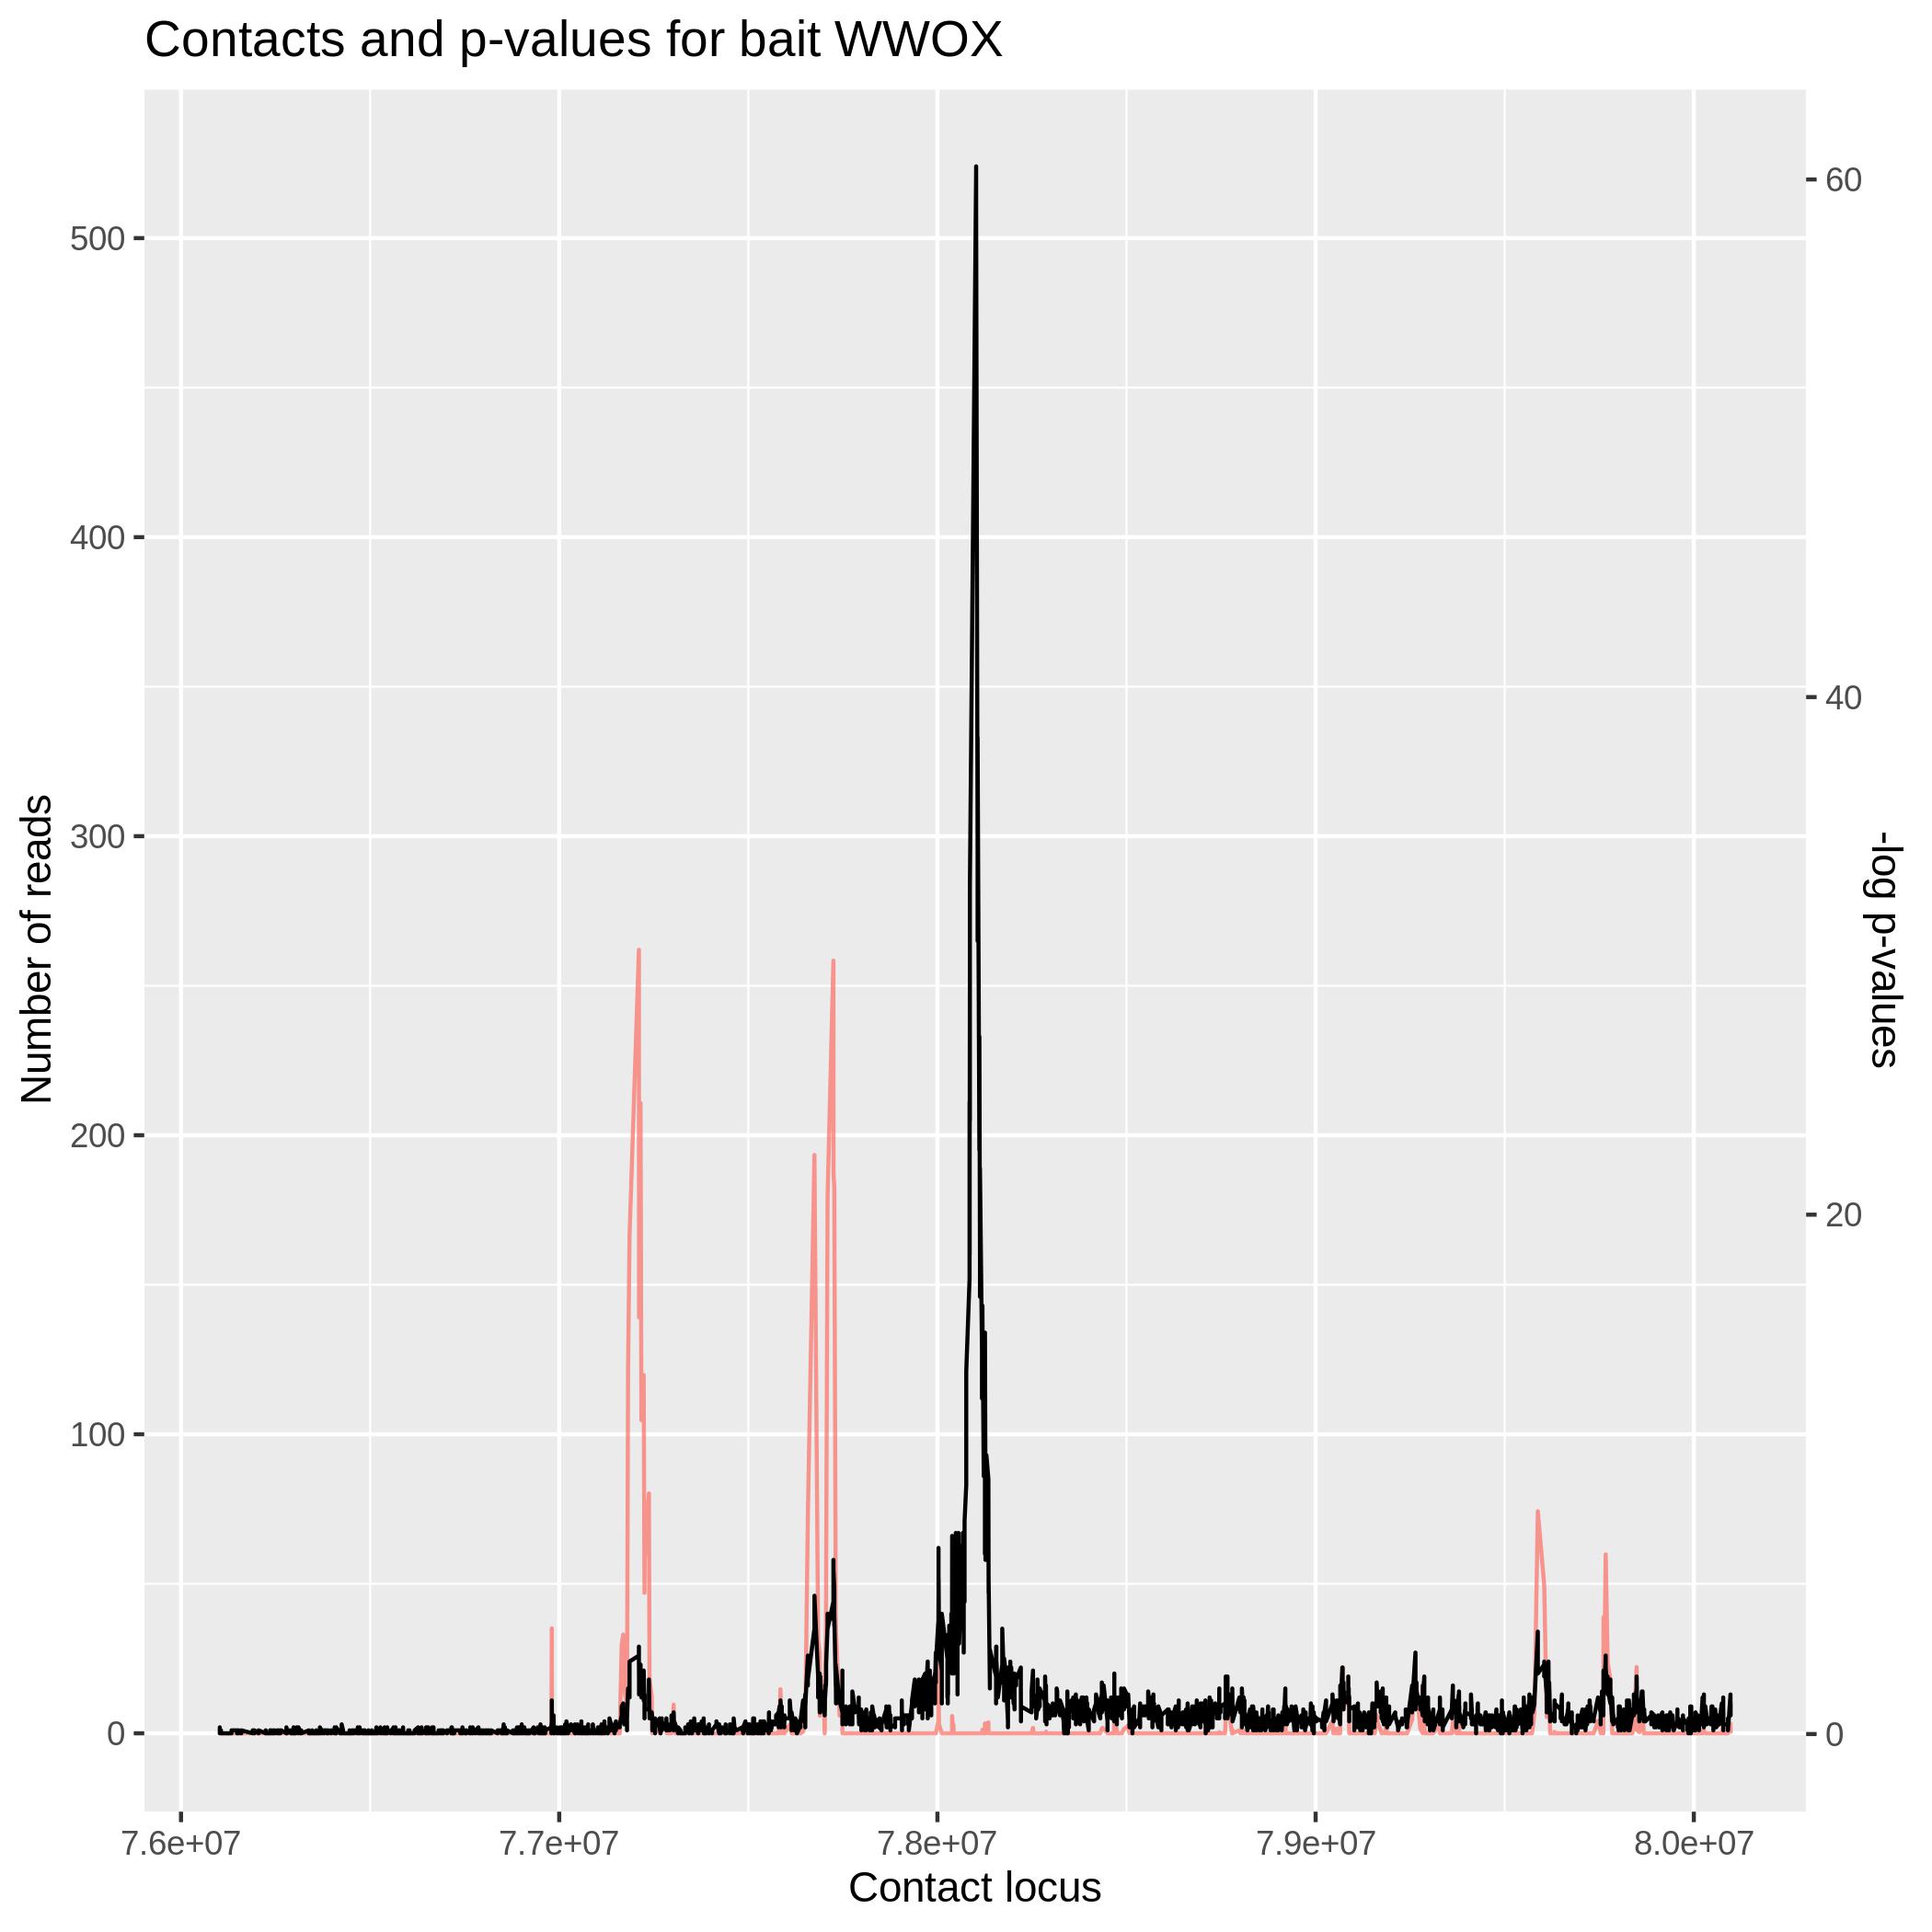 Contacts and p-values for bait WWOX
Number of reads
500
400
300
200
100
0
60
40
20
0
-log p-values
7.6e+07
7.7e+07
7.8e+07
7.9e+07
8.0e+07
Contact locus